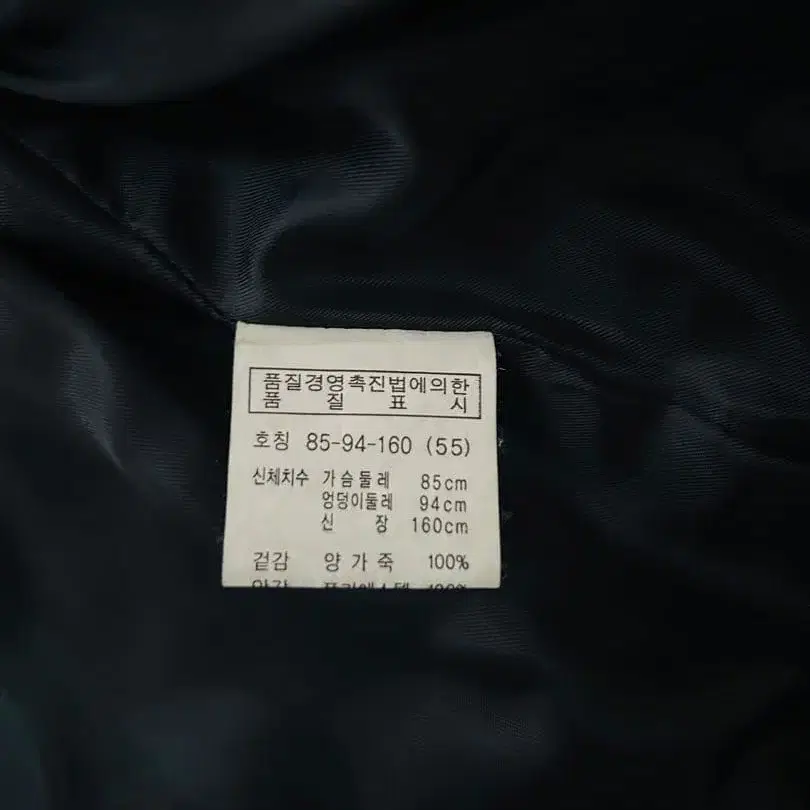 품질경영촉진법에의한
품 질 표 시
호칭 85-94-160 (55)
신체치수 가슴둘레 85cm
엉덩이둘레 94cm
신 장 160cm
겉감 양가죽 100%